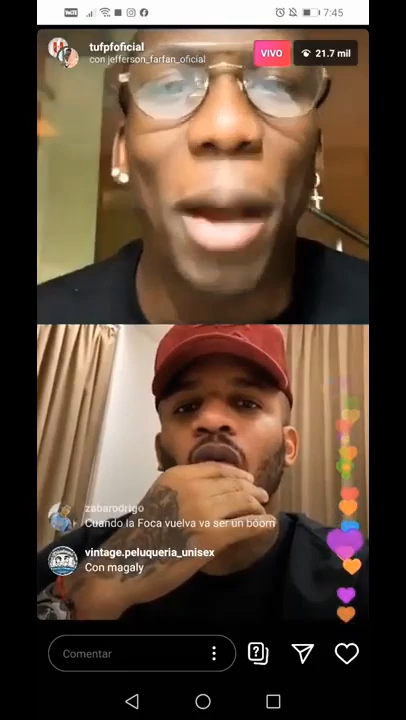 7:45
tufpfoficial
con jefferson_farfan_oficial
VIVO
21.7 mil
zabarodrigo
Cuando la Foca vuelva va ser un boom
vintage.peluqueria_unisex
Con magaly
Comentar